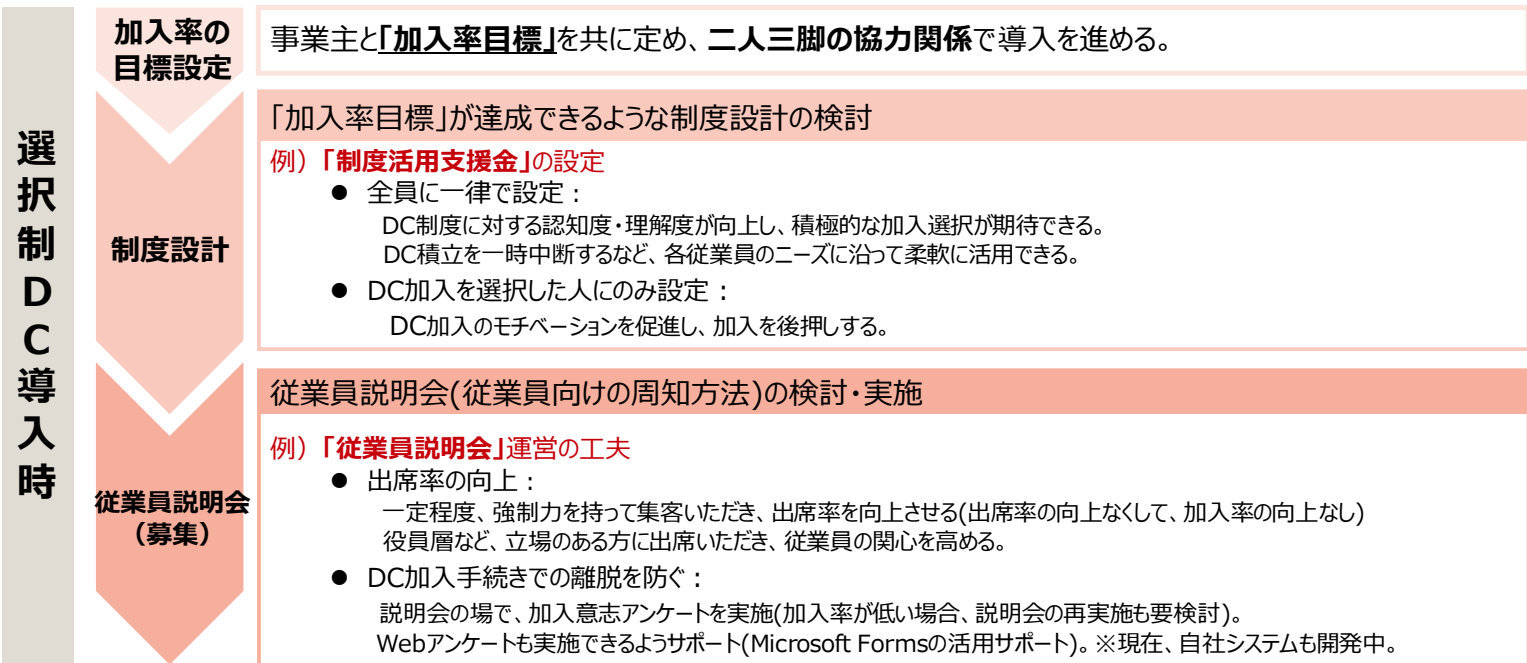 選択制DC導入時
加入率の
目標設定
事業主と「加入率目標」を共に定め、二人三脚の協力関係で導入を進める。
制度設計
「加入率目標」が達成できるような制度設計の検討
例）「制度活用支援金」の設定
● 全員に一律で設定：
DC制度に対する認知度・理解度が向上し、積極的な加入選択が期待できる。
DC積立を一時中断するなど、各従業員のニーズに沿って柔軟に活用できる。
● DC加入を選択した人にのみ設定：
DC加入のモチベーションを促進し、加入を後押しする。
従業員説明会
（募集）
従業員説明会(従業員向けの周知方法)の検討・実施
例）「従業員説明会」運営の工夫
● 出席率の向上：
一定程度、強制力を持って集客いただき、出席率を向上させる(出席率の向上なくして、加入率の向上なし)
役員層など、立場のある方に出席いただき、従業員の関心を高める。
● DC加入手続きでの離脱を防ぐ：
説明会の場で、加入意志アンケートを実施(加入率が低い場合、説明会の再実施も要検討)。
Webアンケートも実施できるようサポート(Microsoft Formsの活用サポート)。※現在、自社システムも開発中。